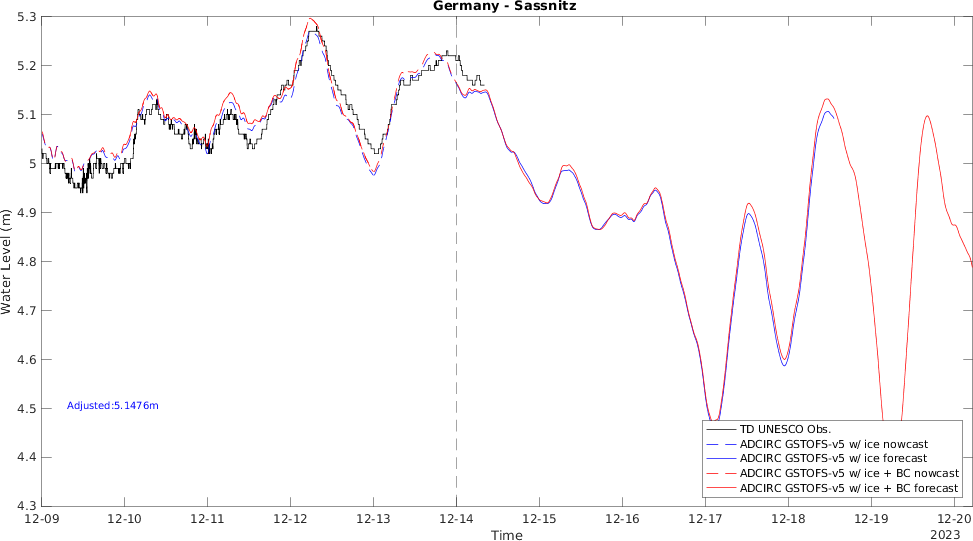 Germany - Sassnitz
5.3
5.2
5.1
5
4.9
4.8
4.7
4.6
4.5
4.4
4.3
Water Level (m)
Adjusted:5.1476m
TD UNESCO Obs.
ADCIRC GSTOFS-v5 w/ ice nowcast
ADCIRC GSTOFS-v5 w/ ice forecast
ADCIRC GSTOFS-v5 w/ ice + BC nowcast
ADCIRC GSTOFS-v5 w/ ice + BC forecast
12-09 12-10 12-11 12-12 12-13 12-14 12-15 12-16 12-17 12-18 12-19 12-20
Time
2023